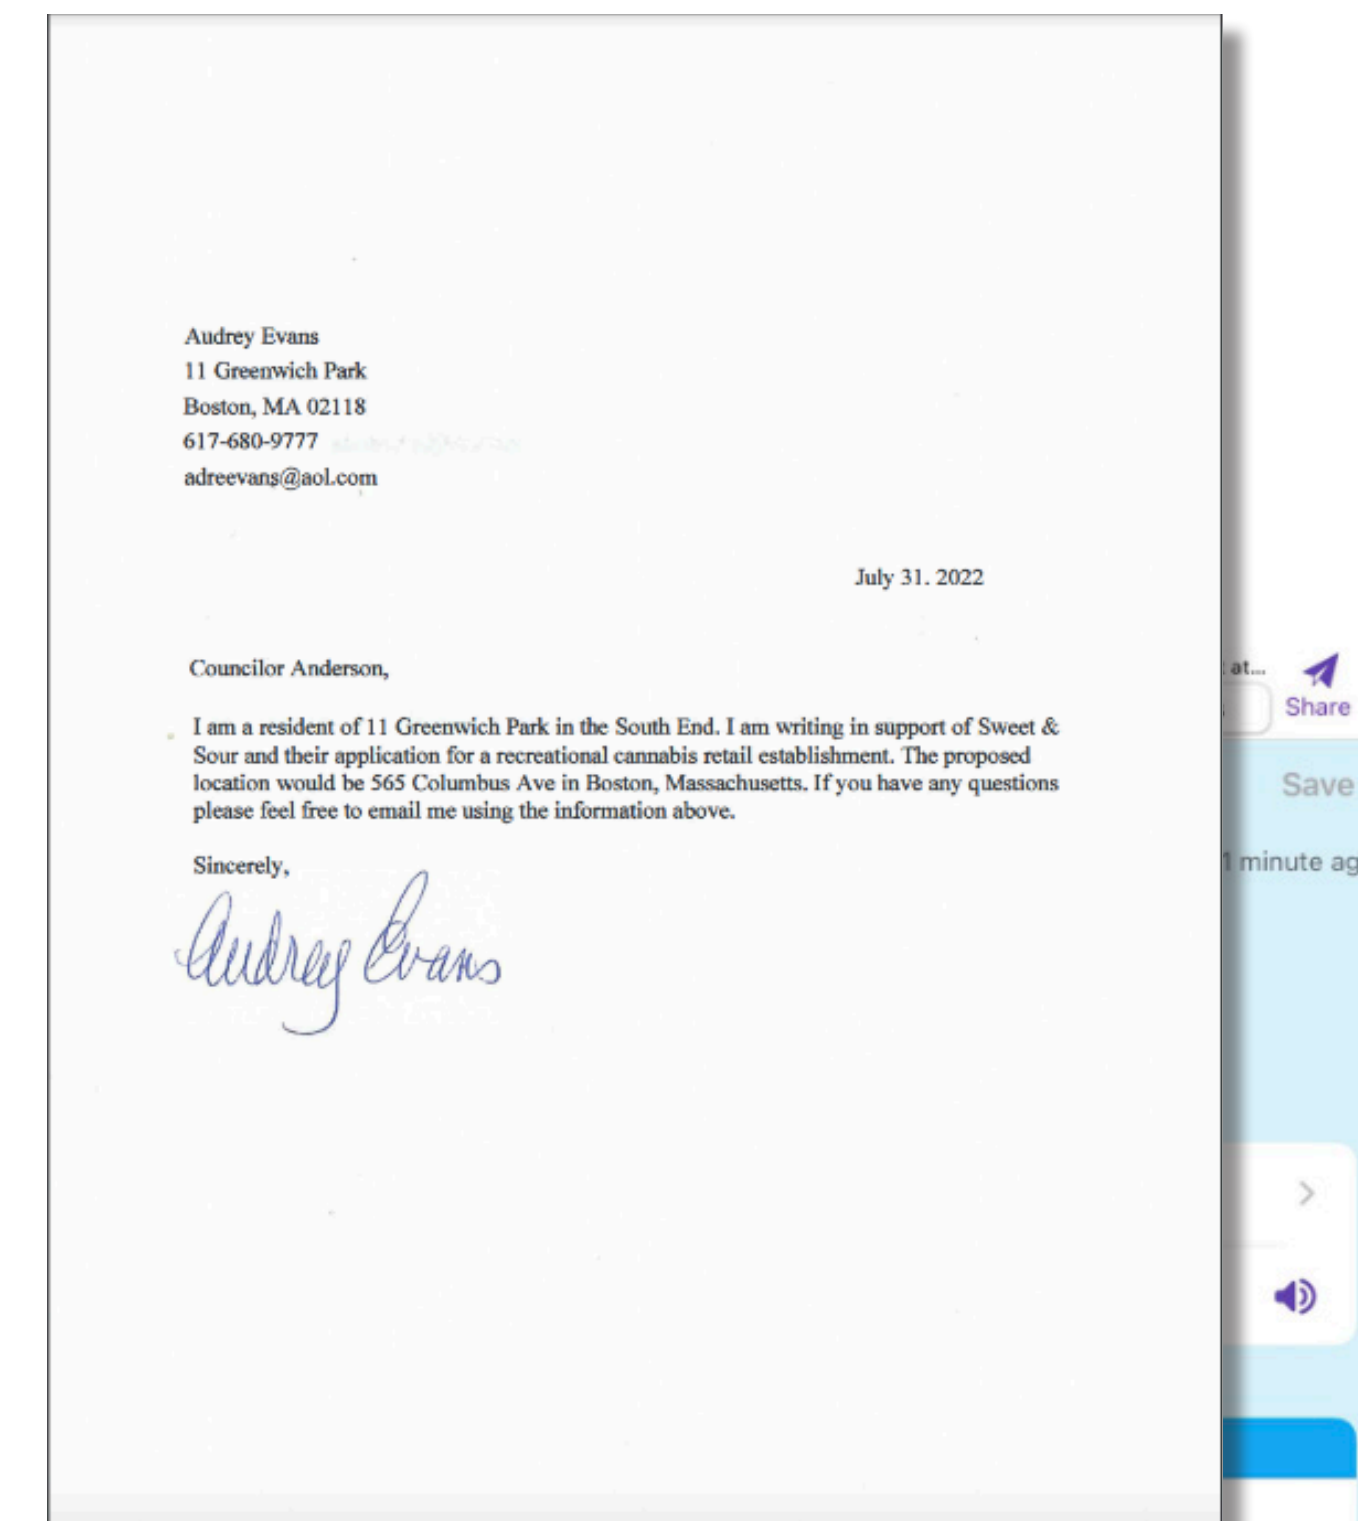 Audrey Evans
11 Greenwich Park
Boston, MA 02118
617-680-9777
adreevans@aol.com
July 31. 2022
Councilor Anderson,
I am a resident of 11 Greenwich Park in the South End. I am writing in support of Sweet &
Sour and their application for a recreational cannabis retail establishment. The proposed
location would be 565 Columbus Ave in Boston, Massachusetts. If you have any questions
please feel free to email me using the information above.
Sincerely,
Audrey Evans
at...
Share
Save
1 minute ag